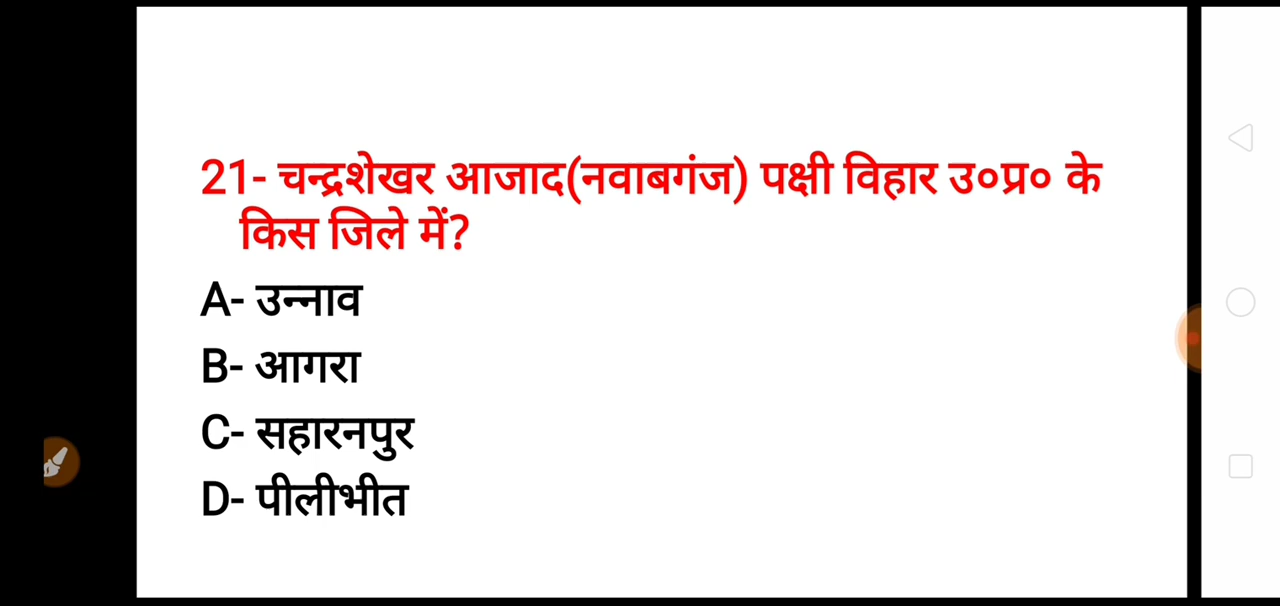 21- चन्द्रशेखर आजाद(नवाबगंज) पक्षी विहार उ०प्र० के
किस जिले में?
A- उन्नाव
B- आगरा
C- सहारनपुर
D- पीलीभीत